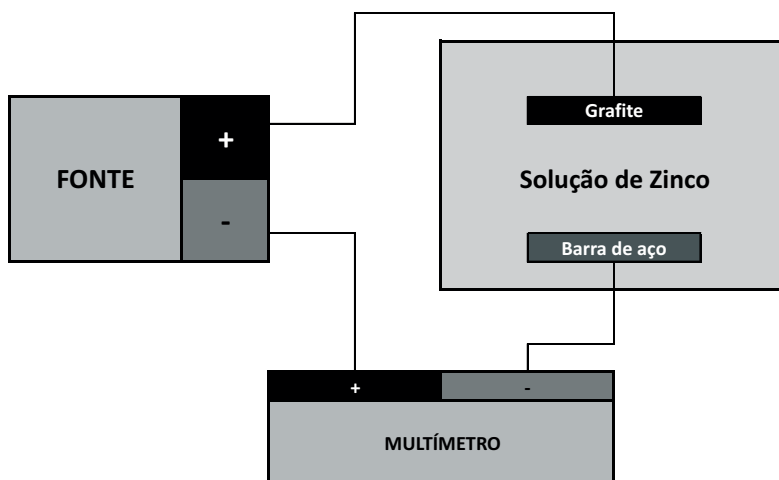 Grafite
+
FONTE
Solução de Zinco
-
Barra de aço
+ -
MULTÍMETRO